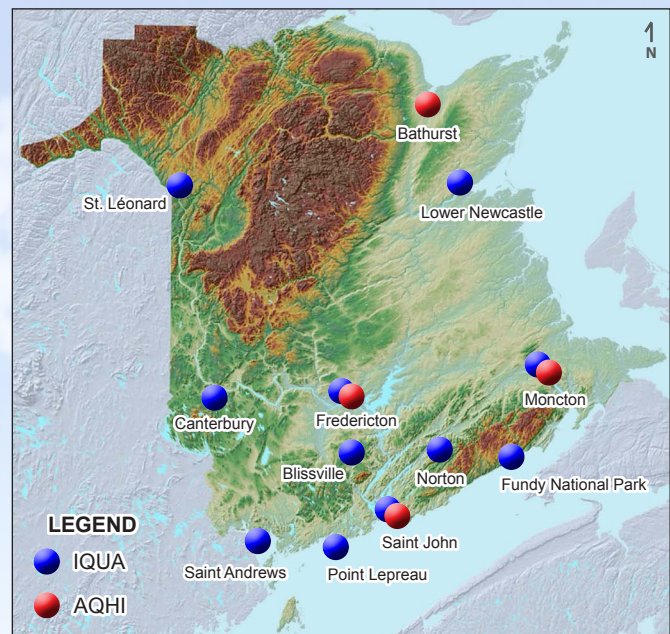 N
Bathurst
St. Léonard
Lower Newcastle
Moncton
Canterbury
Fredericton
Blissville
Norton
Fundy National Park
LEGEND
Saint John
IQUA
Saint Andrews
Point Lepreau
AQHI